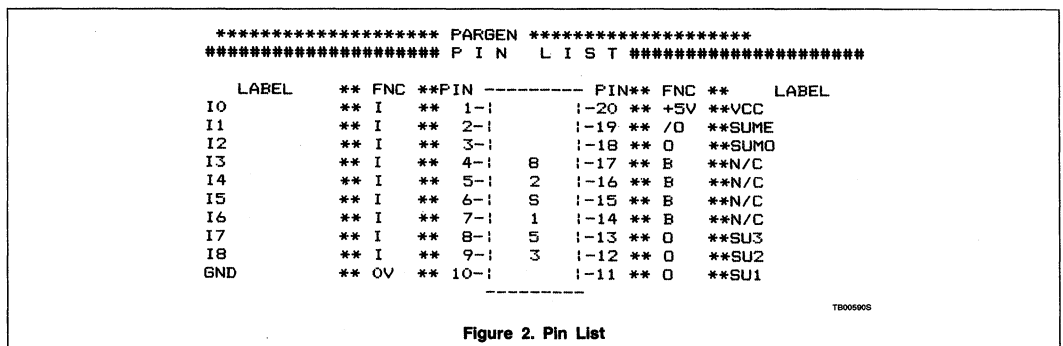 ******************** PARGEN ********************
##################### P I N L I S T #####################
LABEL ** FNC **PIN --------- PIN** FNC ** LABEL
I0 ** I ** 1-| |-20 ** +5V **VCC
I1 ** I ** 2-| |-19 ** /O **SUME
I2 ** I ** 3-| |-18 ** O **SUMO
I3 ** I ** 4-| 8 |-17 ** B **N/C
I4 ** I ** 5-| 2 |-16 ** B **N/C
I5 ** I ** 6-| S |-15 ** B **N/C
I6 ** I ** 7-| 1 |-14 ** B **N/C
I7 ** I ** 8-| 5 |-13 ** O **SU3
I8 ** I ** 9-| 3 |-12 ** O **SU2
GND ** 0V ** 10-| |-11 ** O **SU1
---------
TB00590S
Figure 2. Pin List